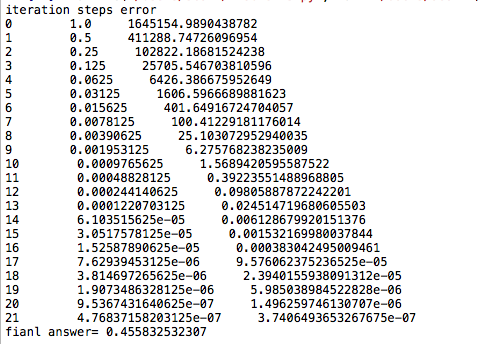 iteration steps error
0 1.0 1645154.9890438782
1 0.5 411288.74726096954
2 0.25 102822.18681524238
3 0.125 25705.546703810596
4 0.0625 6426.386675952649
5 0.03125 1606.5966689881623
6 0.015625 401.64916724704057
7 0.0078125 100.41229181176014
8 0.00390625 25.103072952940035
9 0.001953125 6.275768238235009
10 0.0009765625 1.5689420595587522
11 0.00048828125 0.39223551488968805
12 0.000244140625 0.09805887872242201
13 0.0001220703125 0.024514719680605503
14 6.103515625e-05 0.006128679920151376
15 3.0517578125e-05 0.001532169980037844
16 1.52587890625e-05 0.000383042495009461
17 7.62939453125e-06 9.576062375236525e-05
18 3.814697265625e-06 2.3940155938091312e-05
19 1.9073486328125e-06 5.985038984522828e-06
20 9.5367431640625e-07 1.496259746130707e-06
21 4.76837158203125e-07 3.7406493653267675e-07
fianl answer= 0.455832532307